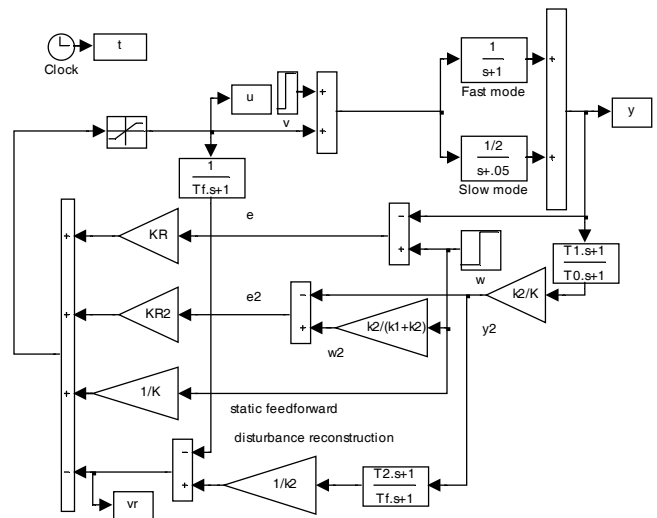 Clock
t
u
v
+
+
1
s+1
Fast mode
1/2
s+.05
Slow mode
+
+
y
1
Tf.s+1
e
KR
-
+
w
T1.s+1
T0.s+1
k2/K
y2
e2
KR2
-
+
k2/(k1+k2)
w2
1/K
static feedforward
disturbance reconstruction
+
+
+
-
-
+
1/k2
T2.s+1
Tf.s+1
vr